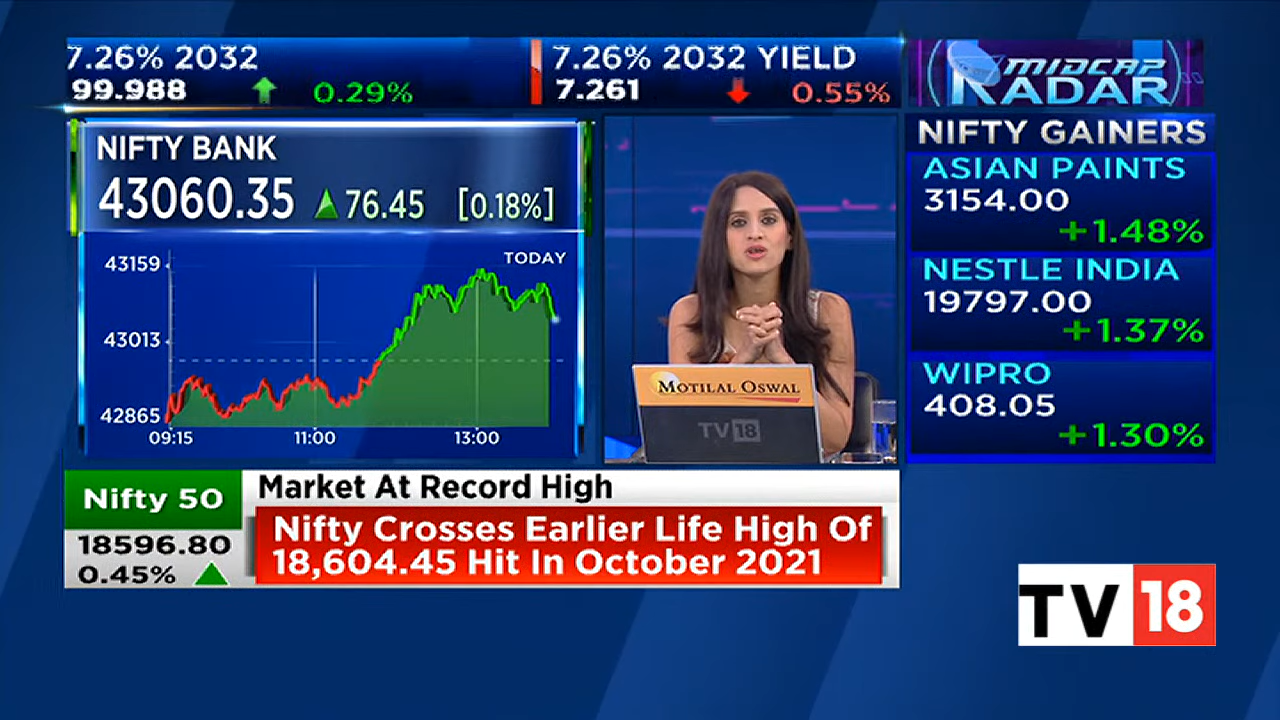 7.26% 2032
99.988 0.29%
7.26% 2032 YIELD
7.261 0.55%
MIDCAP
RADAR
NIFTY BANK
43060.35 76.45 [0.18%]
TODAY
43159
43013
42865
09:15 11:00 13:00
MOTILAL OSWAL
TV18
NIFTY GAINERS
ASIAN PAINTS
3154.00
+1.48%
NESTLE INDIA
19797.00
+1.37%
WIPRO
408.05
+1.30%
Nifty 50
18596.80
0.45%
Market At Record High
Nifty Crosses Earlier Life High Of
18,604.45 Hit In October 2021
TV18